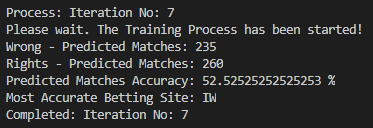 Process: Iteration No: 7
Please wait. The Training Process has been started!
Wrong - Predicted Matches: 235
Rights - Predicted Matches: 260
Predicted Matches Accuracy: 52.52525252525253 %
Most Accurate Betting Site: IW
Completed: Iteration No: 7